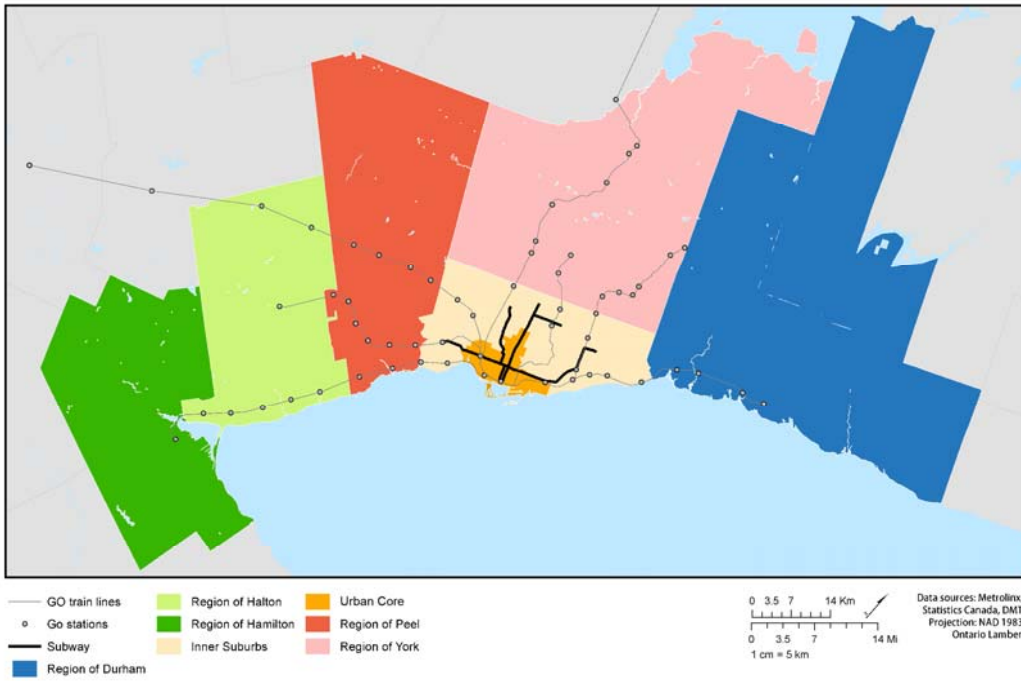 GO train lines
Go stations
Subway
Region of Durham
Region of Halton
Region of Hamilton
Inner Suburbs
Urban Core
Region of Peel
Region of York
0 3.5 7 14 Km
0 3.5 7 14 Mi
1 cm = 5 km
Data sources: Metrolinx
Statistics Canada, DMT
Projection: NAD 1983
Ontario Lamber